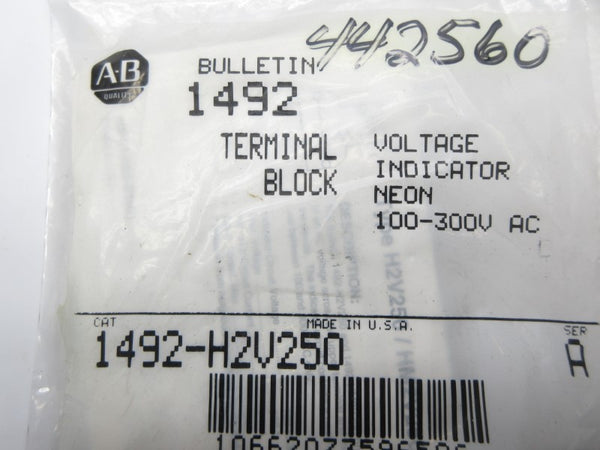 442560
A-B
BULLETIN
1492
TERMINAL BLOCK
VOLTAGE INDICATOR
NEON
100-300V AC
CAT
MADE IN U.S.A.
SER
1492-H2V250
A